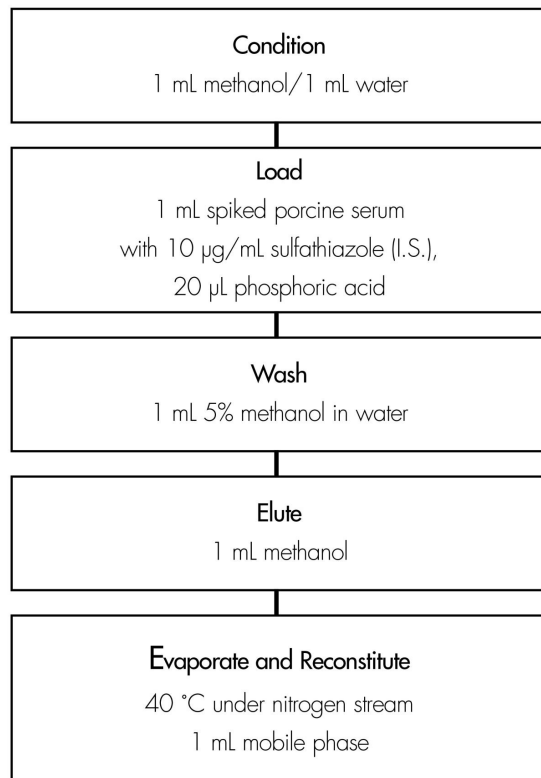 Condition
1 mL methanol/1 mL water
Load
1 mL spiked porcine serum
with 10 µg/mL sulfathiazole (I.S.),
20 µL phosphoric acid
Wash
1 mL 5% methanol in water
Elute
1 mL methanol
Evaporate and Reconstitute
40 °C under nitrogen stream
1 mL mobile phase